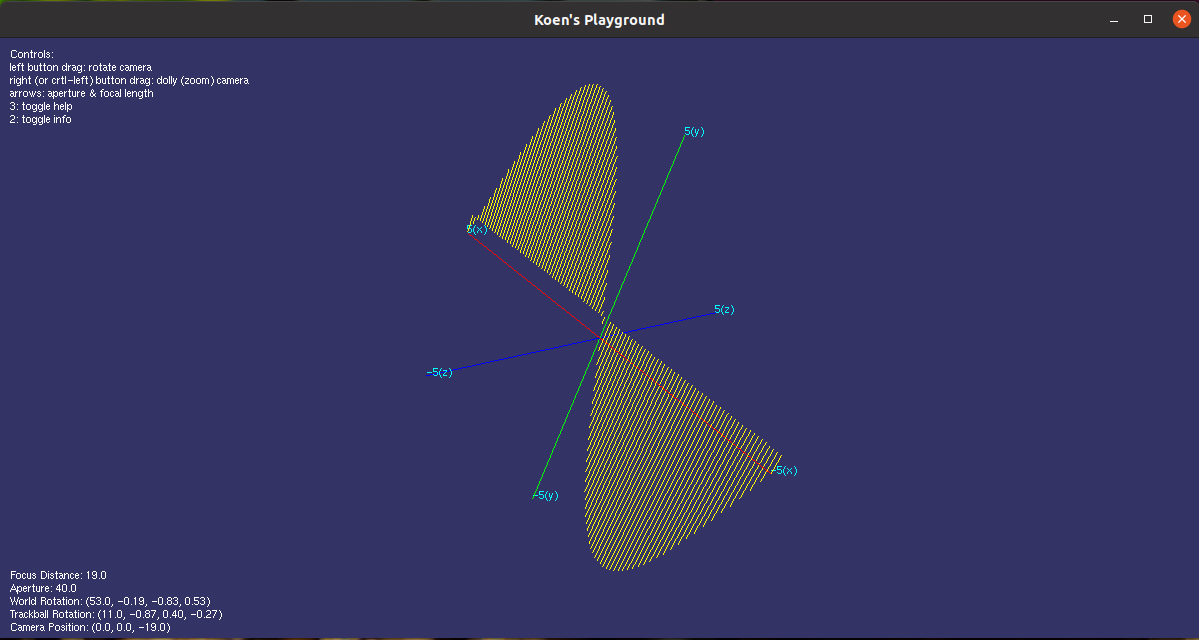 Koen's Playground
Controls:
left button drag: rotate camera
right (or crtl-left) button drag: dolly (zoom) camera
arrows: aperture & focal length
3: toggle help
2: toggle info
5(y)
5(x)
5(z)
-5(z)
-5(x)
-5(y)
Focus Distance: 19.0
Aperture: 40.0
World Rotation: (53.0, -0.19, -0.83, 0.53)
Trackball Rotation: (11.0, -0.87, 0.40, -0.27)
Camera Position: (0.0, 0.0, -19.0)